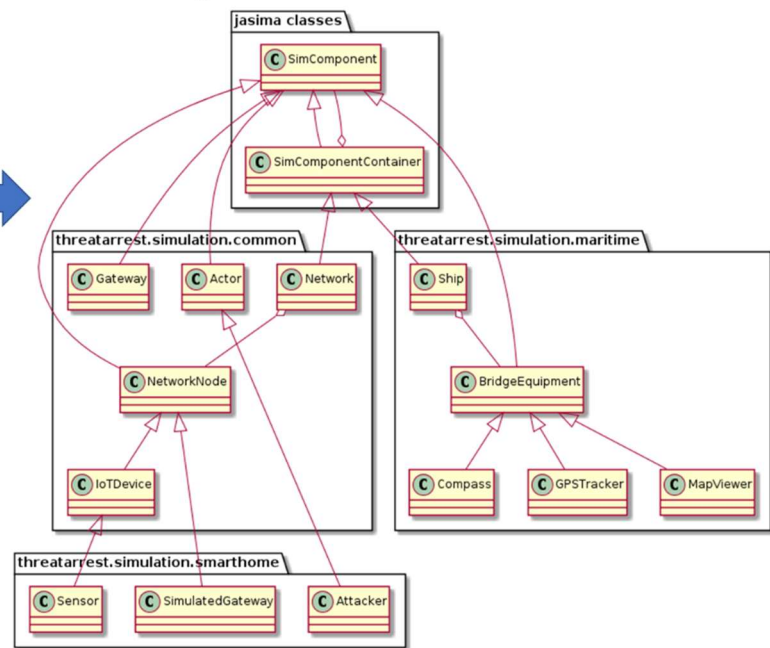 jasima classes
C SimComponent
C SimComponentContainer
threatarrest.simulation.common
threatarrest.simulation.maritime
C Gateway
C Actor
C Network
C Ship
C NetworkNode
C BridgeEquipment
C IoTDevice
C Compass
C GPSTracker
C MapViewer
threatarrest.simulation.smarthome
C Sensor
C SimulatedGateway
C Attacker